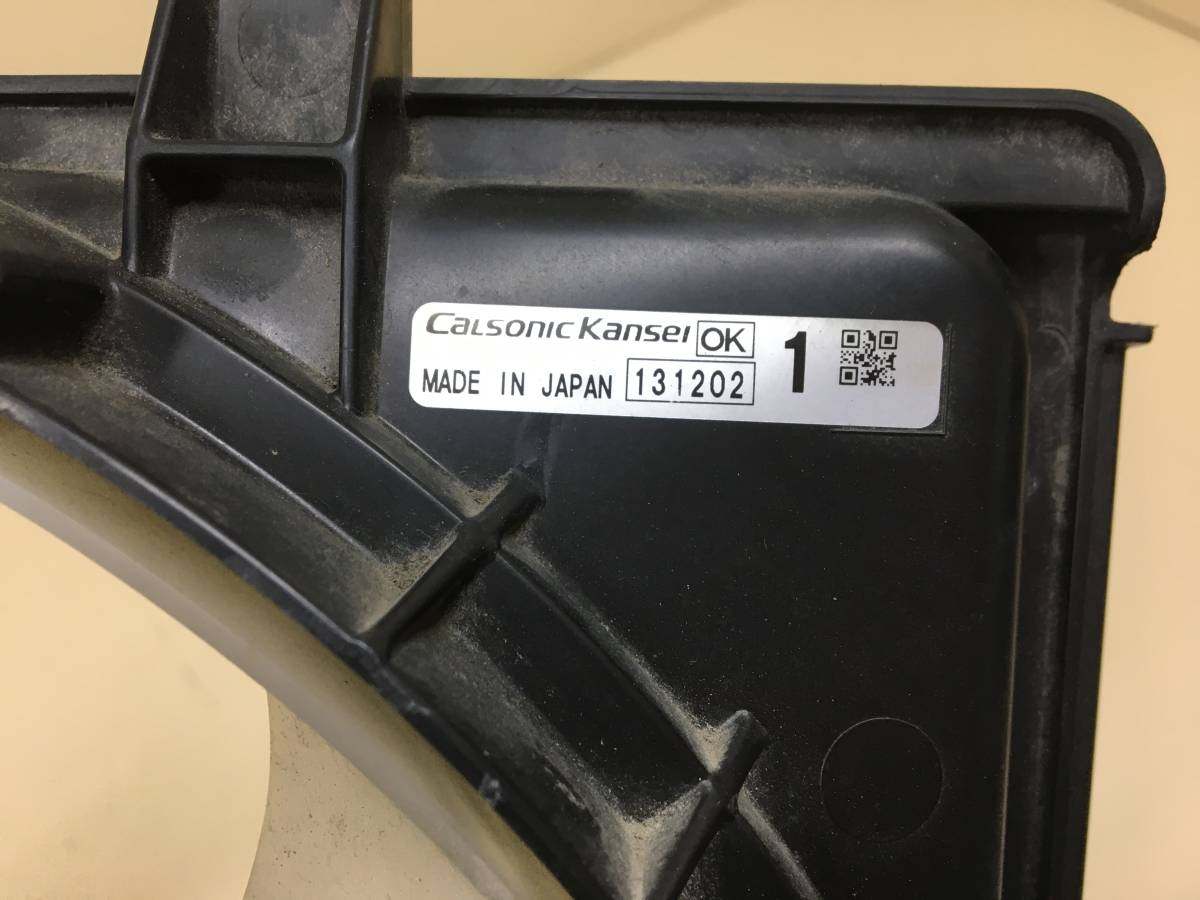 CALSONIC KANSEI OK 1
MADE IN JAPAN 131202